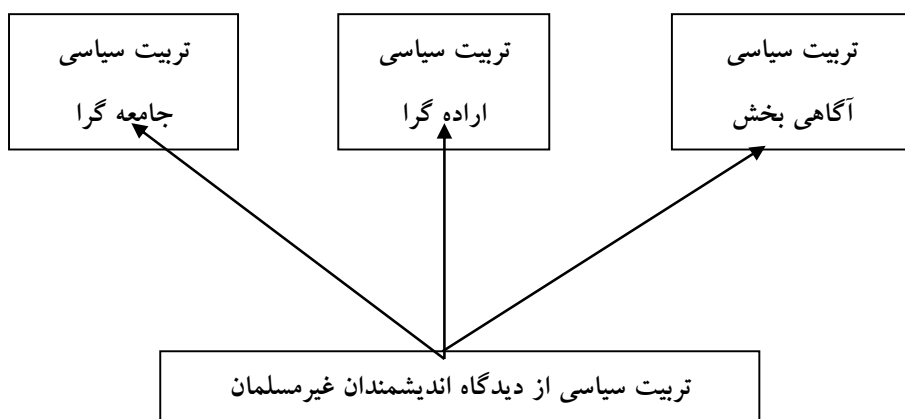 تربیت سیاسی
آگاهی بخش
تربیت سیاسی
اراده گرا
تربیت سیاسی
جامعه گرا
تربیت سیاسی از دیدگاه اندیشمندان غیرمسلمان